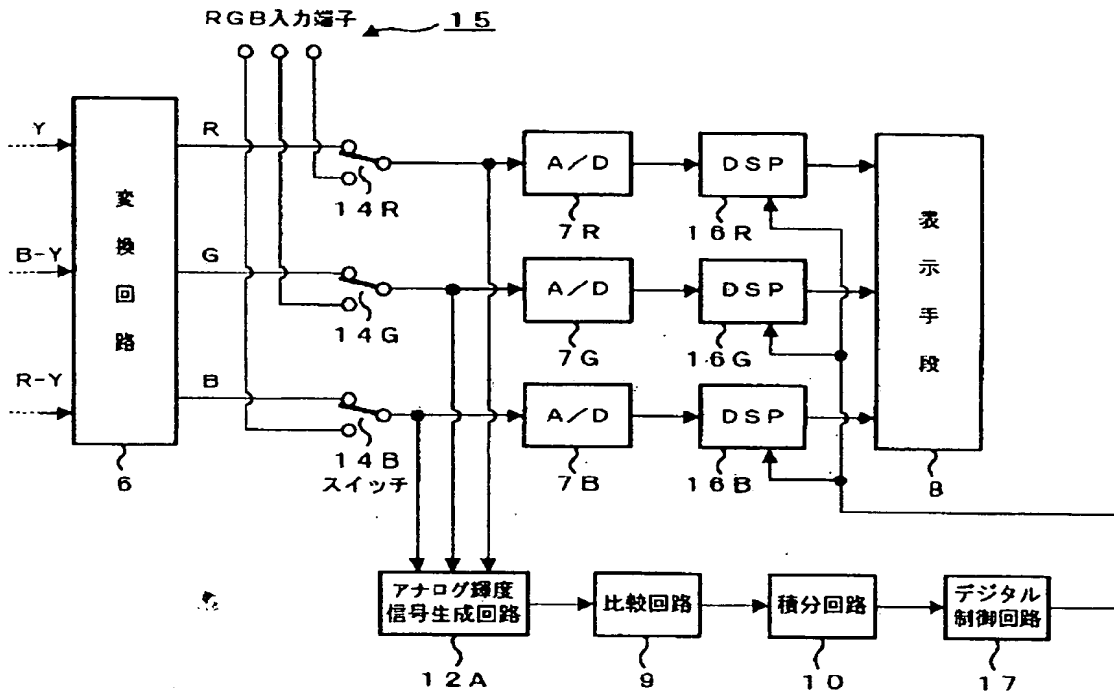 RGB入力端子
15
Y
B-Y
R-Y
変換回路
6
R
G
B
14R
14G
14B
スイッチ
A/D
7R
A/D
7G
A/D
7B
DSP
16R
DSP
16G
DSP
16B
表示手段
8
アナログ輝度
信号生成回路
12A
比較回路
9
積分回路
10
デジタル
制御回路
17